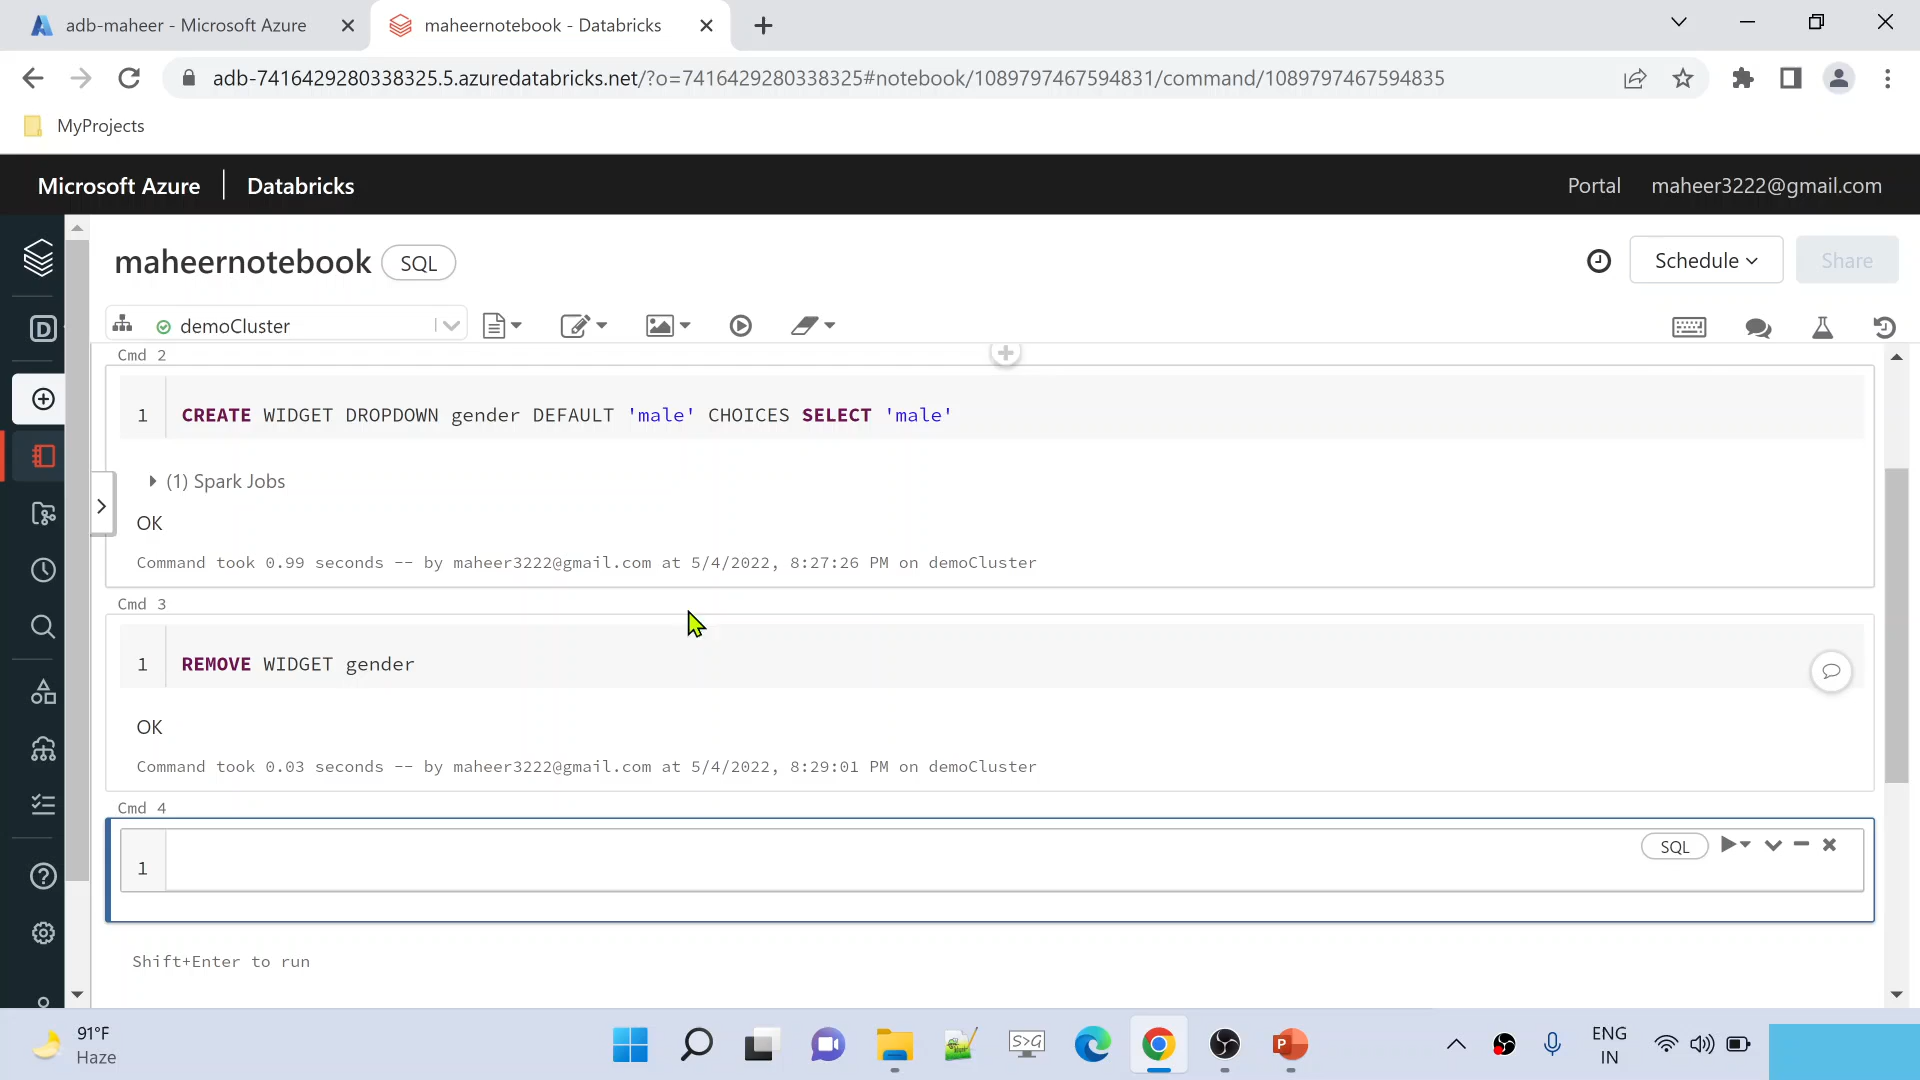 adb-maheer - Microsoft Azure
maheernotebook - Databricks
adb-7416429280338325.5.azuredatabricks.net/?o=7416429280338325#notebook/1089797467594831/command/1089797467594835
MyProjects
Microsoft Azure
Databricks
Portal
maheer3222@gmail.com
maheernotebook
SQL
Schedule
Share
demoCluster
Cmd 2
1 CREATE WIDGET DROPDOWN gender DEFAULT 'male' CHOICES SELECT 'male'
(1) Spark Jobs
OK
Command took 0.99 seconds -- by maheer3222@gmail.com at 5/4/2022, 8:27:26 PM on demoCluster
Cmd 3
1 REMOVE WIDGET gender
OK
Command took 0.03 seconds -- by maheer3222@gmail.com at 5/4/2022, 8:29:01 PM on demoCluster
Cmd 4
SQL
1
Shift+Enter to run
91°F
Haze
S>G
P
ENG
IN